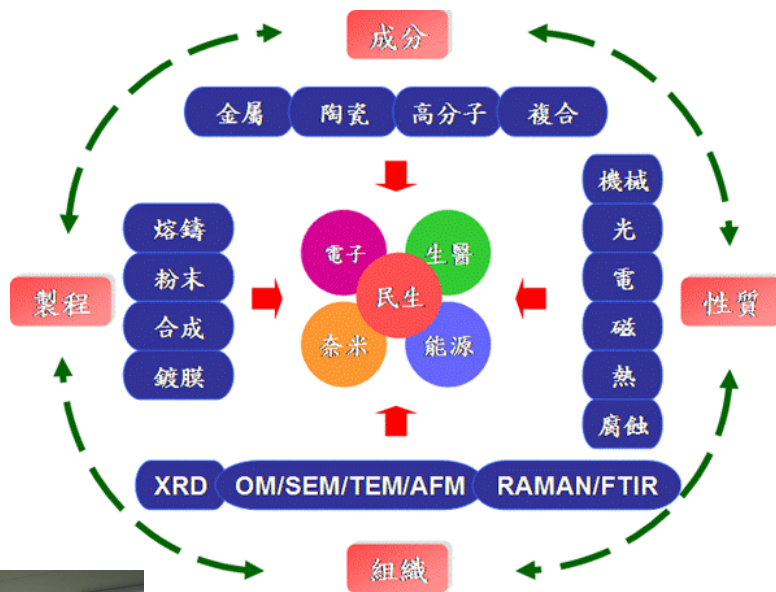 成分
金屬 陶瓷 高分子 複合
製程
熔鑄
粉末
合成
鍍膜
電子 生醫
民生
奈米 能源
機械
光
電
磁
熱
腐蝕
性質
XRD OM/SEM/TEM/AFM RAMAN/FTIR
組織